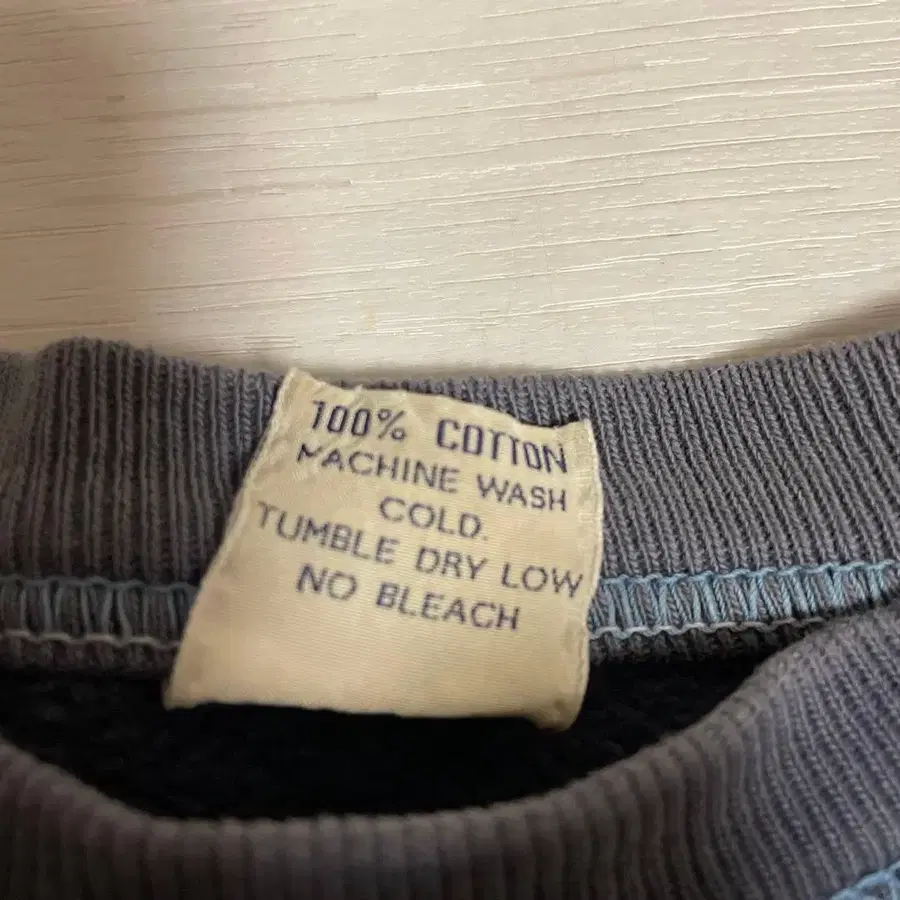 100% COTTON
MACHINE WASH
COLD.
TUMBLE DRY LOW
NO BLEACH